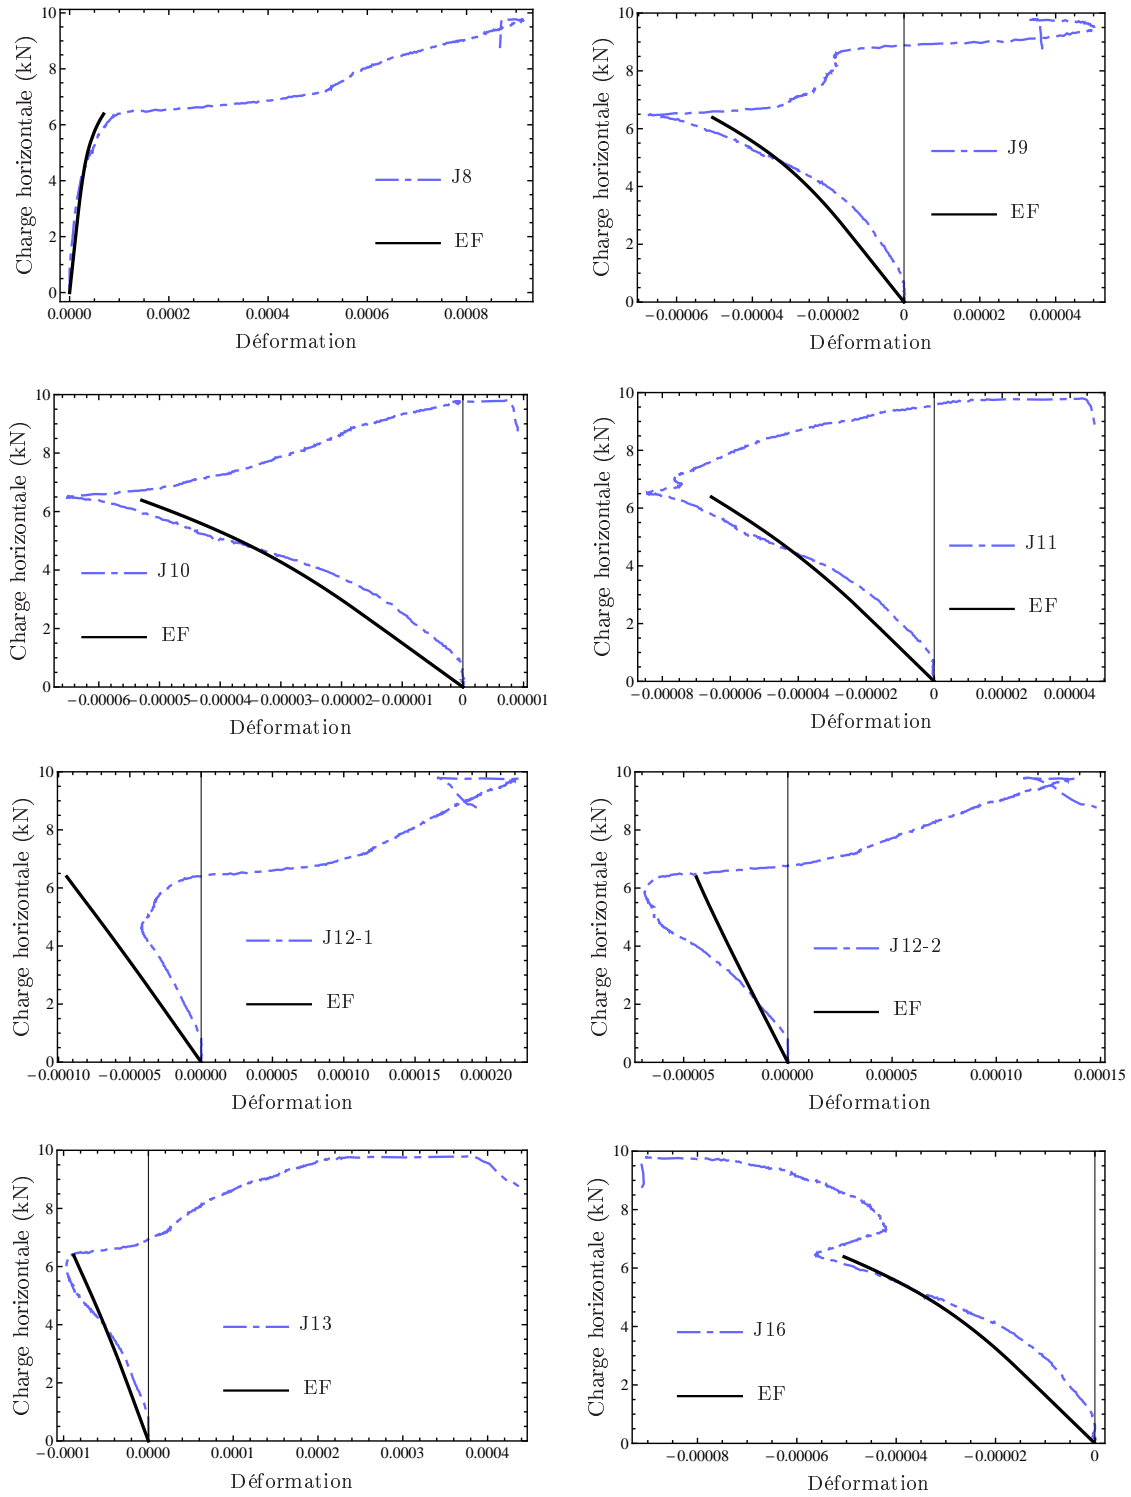 10
8
6
4
2
0
Charge horizontale (kN)
J8
EF
0.0000 0.0002 0.0004 0.0006 0.0008
Déformation
10
8
6
4
2
0
Charge horizontale (kN)
J9
EF
−0.00006 −0.00004 −0.00002 0 0.00002 0.00004
Déformation
10
8
6
4
2
0
Charge horizontale (kN)
J10
EF
−0.00006 −0.00005 −0.00004 −0.00003 −0.00002 −0.00001 0 0.00001
Déformation
10
8
6
4
2
0
Charge horizontale (kN)
J11
EF
−0.00008 −0.00006 −0.00004 −0.00002 0 0.00002 0.00004
Déformation
10
8
6
4
2
0
Charge horizontale (kN)
J12-1
EF
−0.00010 −0.00005 0.00000 0.00005 0.00010 0.00015 0.00020
Déformation
10
8
6
4
2
0
Charge horizontale (kN)
J12-2
EF
−0.00005 0.00000 0.00005 0.00010 0.00015
Déformation
10
8
6
4
2
0
Charge horizontale (kN)
J13
EF
−0.0001 0.0000 0.0001 0.0002 0.0003 0.0004
Déformation
10
8
6
4
2
0
Charge horizontale (kN)
J16
EF
−0.00008 −0.00006 −0.00004 −0.00002 0
Déformation